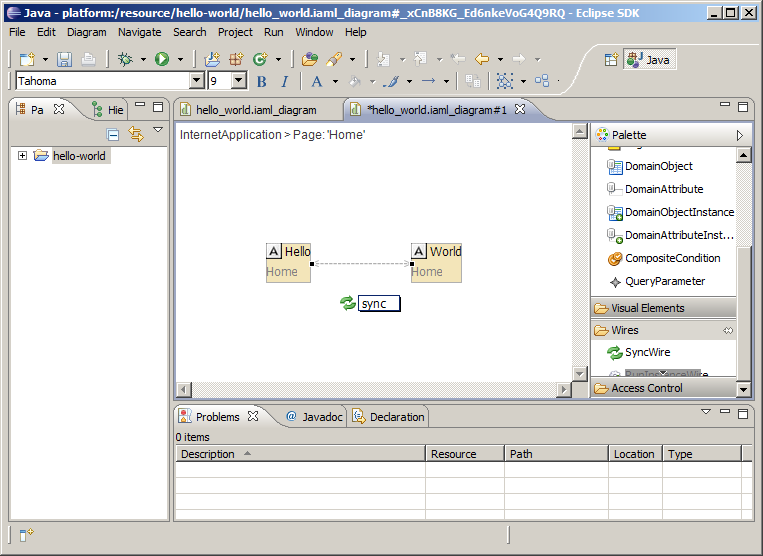 Java - platform:/resource/hello-world/hello_world.iaml_diagram#_xCnB8KG_Ed6nkeVoG4Q9RQ - Eclipse SDK
File Edit Diagram Navigate Search Project Run Window Help
Java
Tahoma 9 B I A
Pa Hie
hello_world.iaml_diagram *hello_world.iaml_diagram#1
hello-world
InternetApplication > Page: 'Home'
A Hello
Home
A World
Home
sync
Palette
DomainObject
DomainAttribute
DomainObjectInstance
DomainAttributeInst...
CompositeCondition
QueryParameter
Visual Elements
Wires
SyncWire
RunInstanceWire
Access Control
Problems @ Javadoc Declaration
0 items
Description Resource Path Location Type